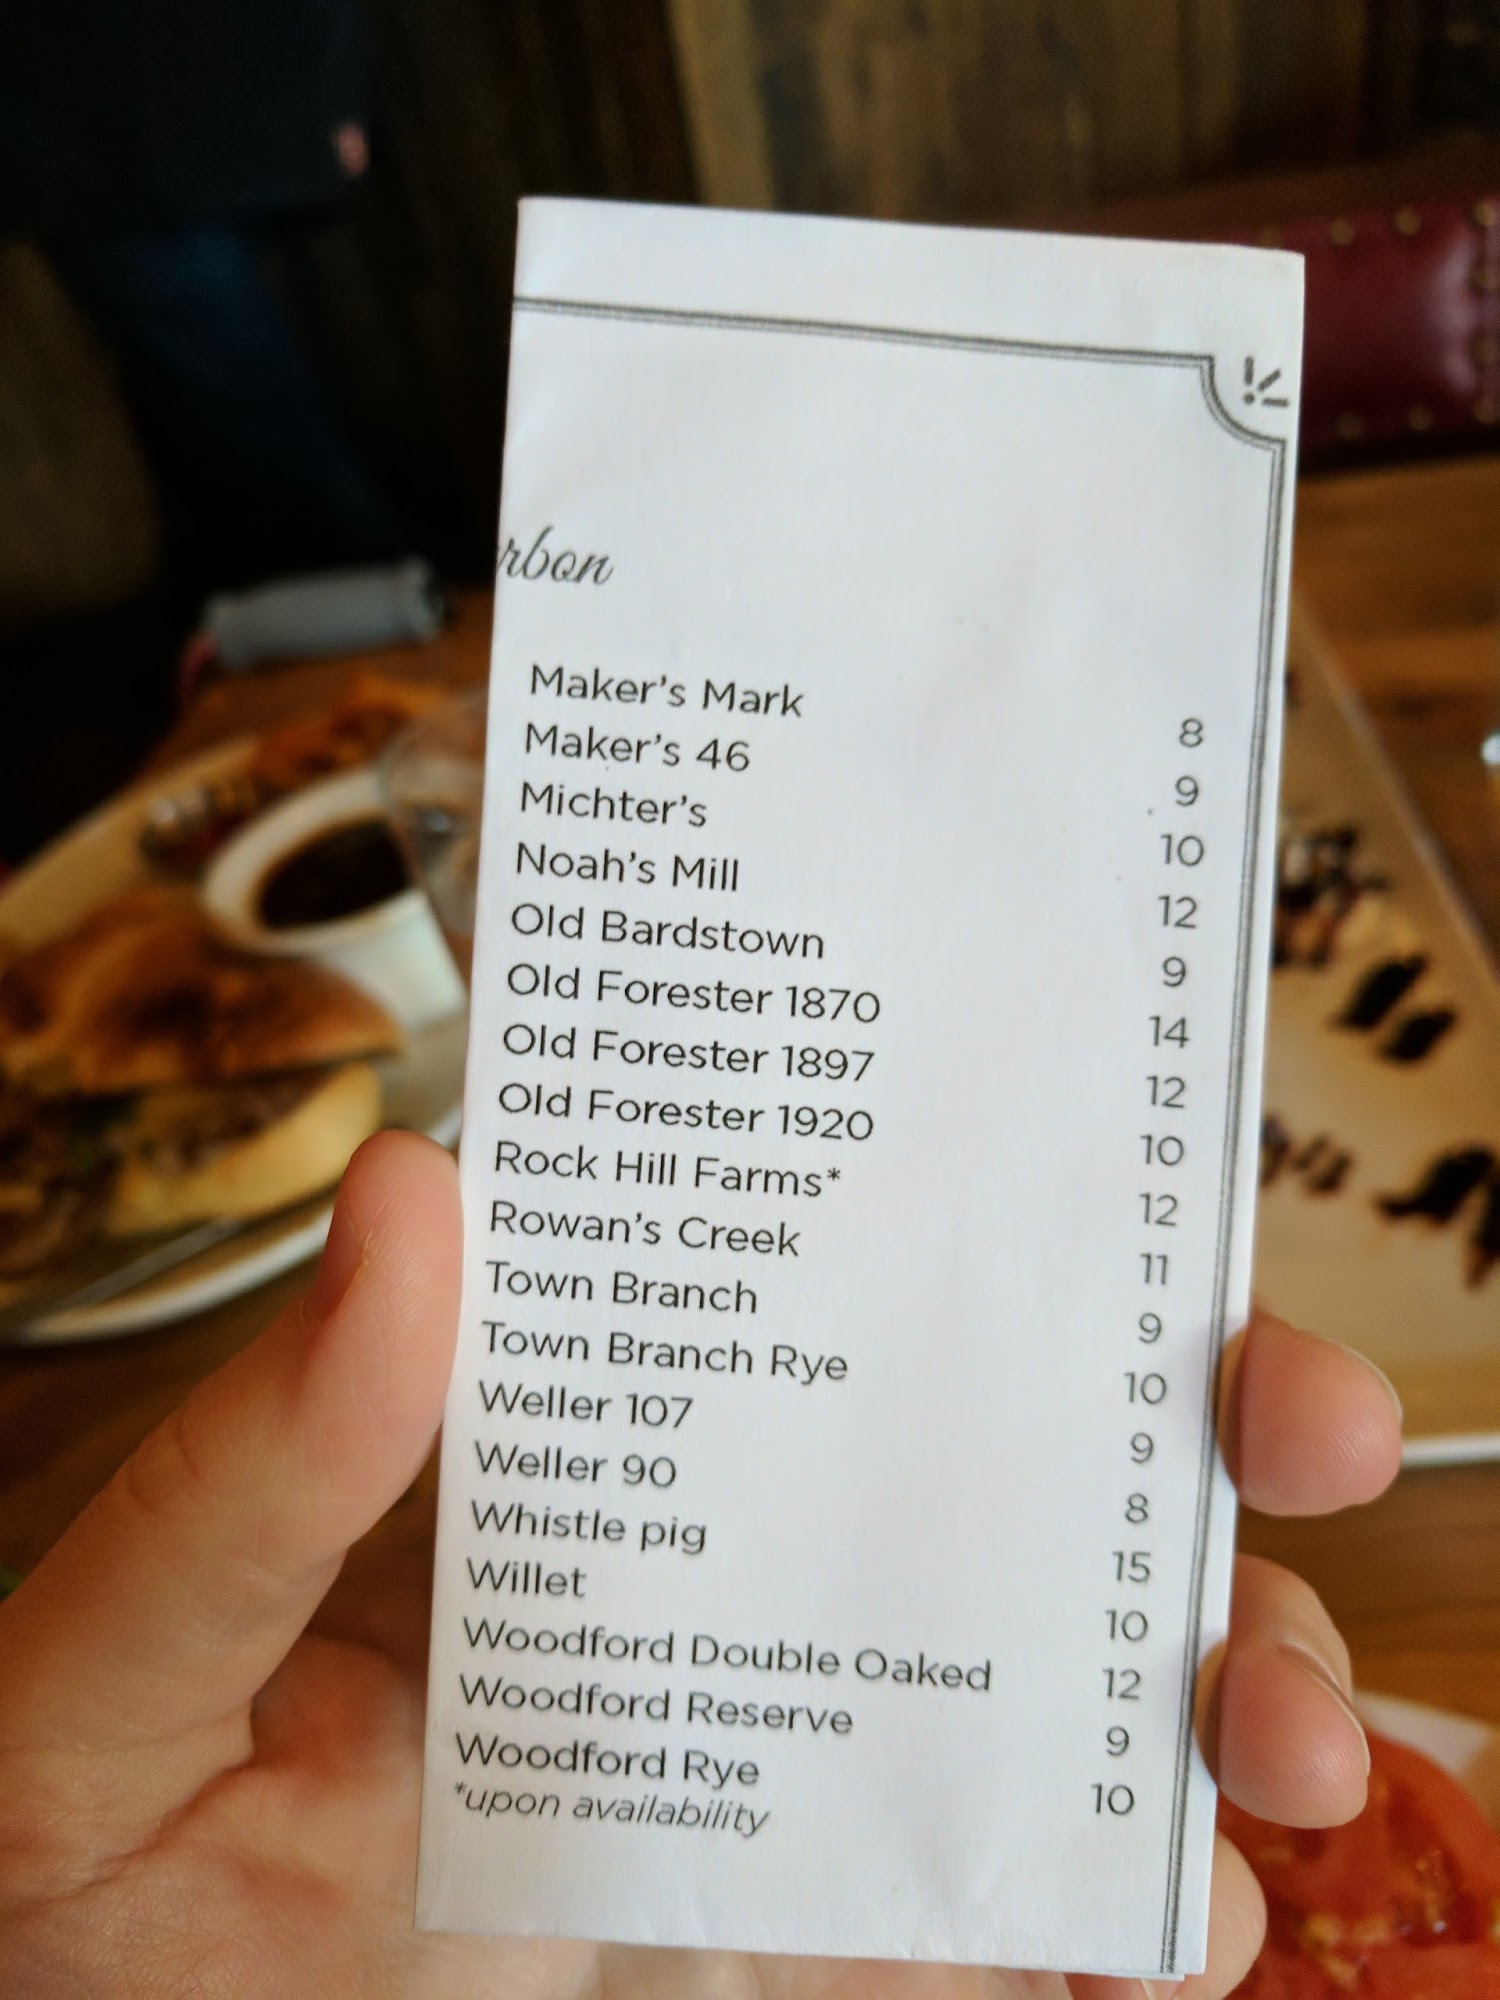 rbon
Maker's Mark 8
Maker's 46 9
Michter's 10
Noah's Mill 12
Old Bardstown 9
Old Forester 1870 14
Old Forester 1897 12
Old Forester 1920 10
Rock Hill Farms* 12
Rowan's Creek 11
Town Branch 9
Town Branch Rye 10
Weller 107 9
Weller 90 8
Whistle pig 15
Willet 10
Woodford Double Oaked 12
Woodford Reserve 9
Woodford Rye 10
*upon availability